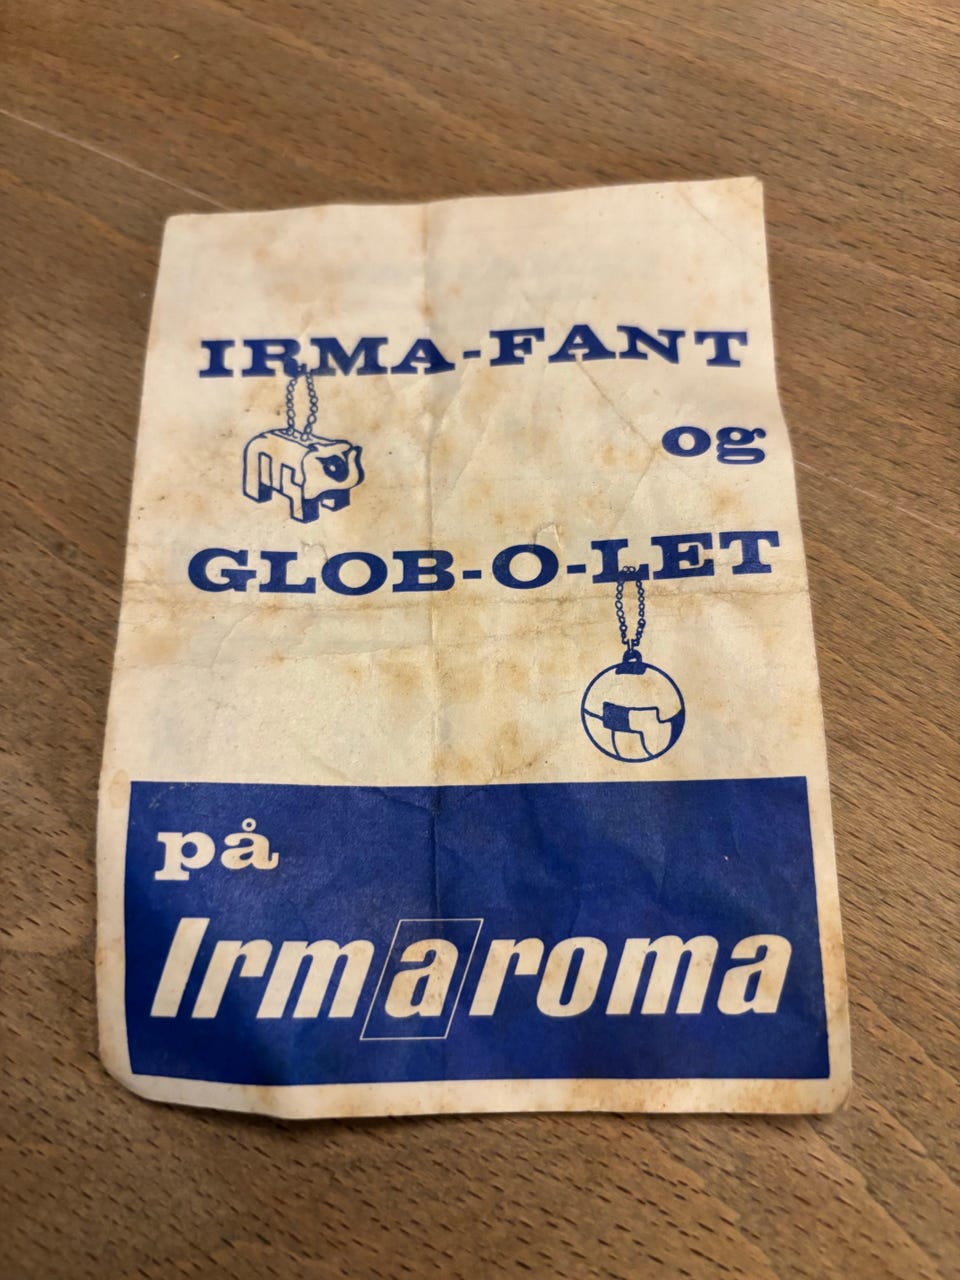 IRMA-FANT
og
GLOB-O-LET
på
Irmaroma